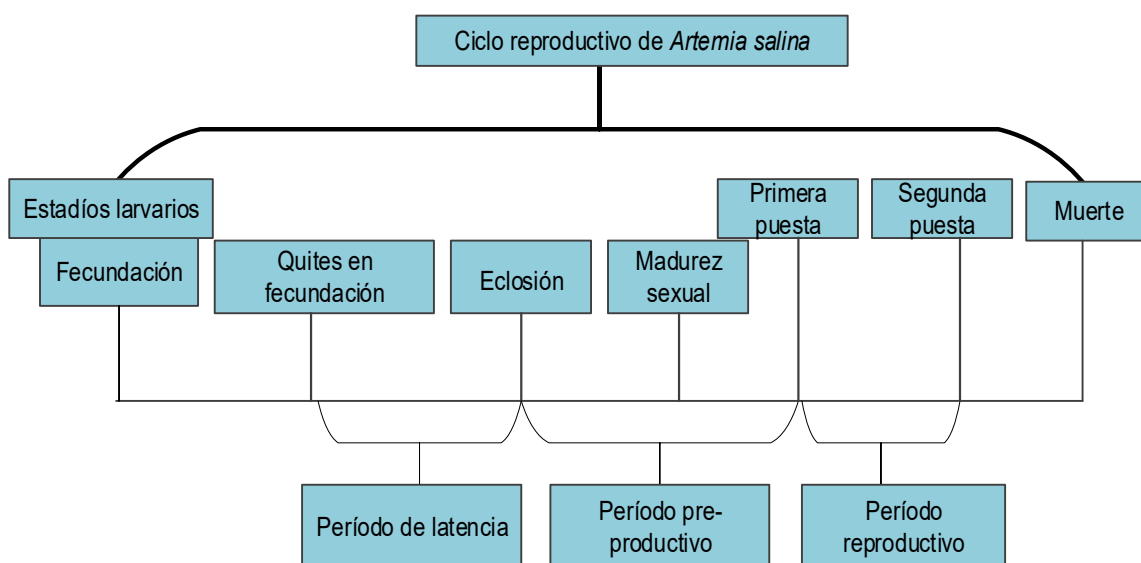 Ciclo reproductivo de Artemia salina
Estadíos larvarios
Fecundación
Quites en
fecundación
Eclosión
Madurez
sexual
Primera
puesta
Segunda
puesta
Muerte
Período de latencia
Período pre-
productivo
Período
reproductivo